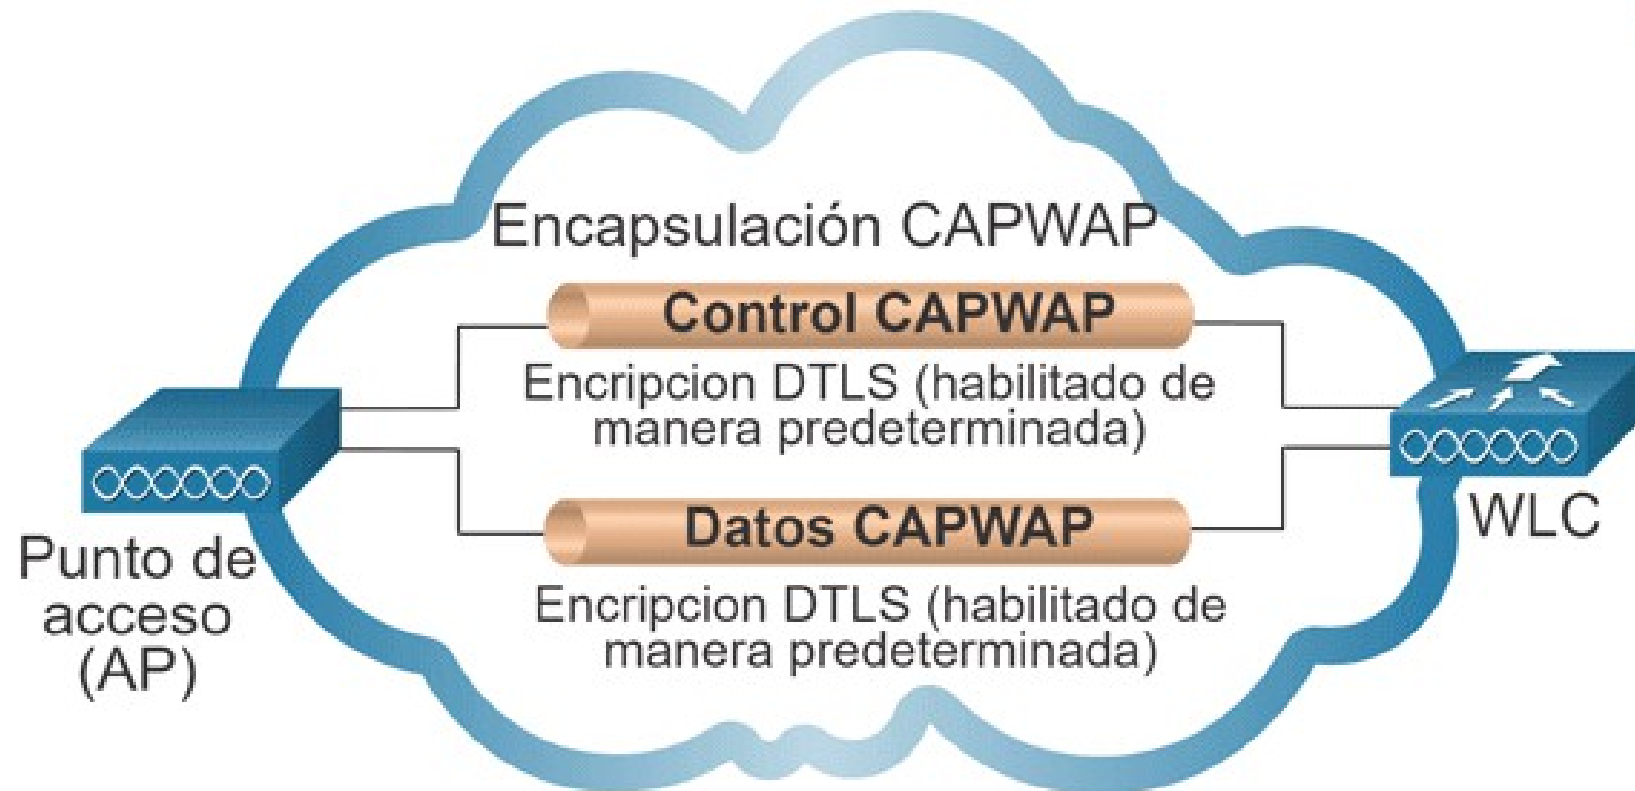 Encapsulación CAPWAP
Control CAPWAP
Encripcion DTLS (habilitado de
manera predeterminada)
Datos CAPWAP
Encripcion DTLS (habilitado de
manera predeterminada)
Punto de
acceso
(AP)
WLC